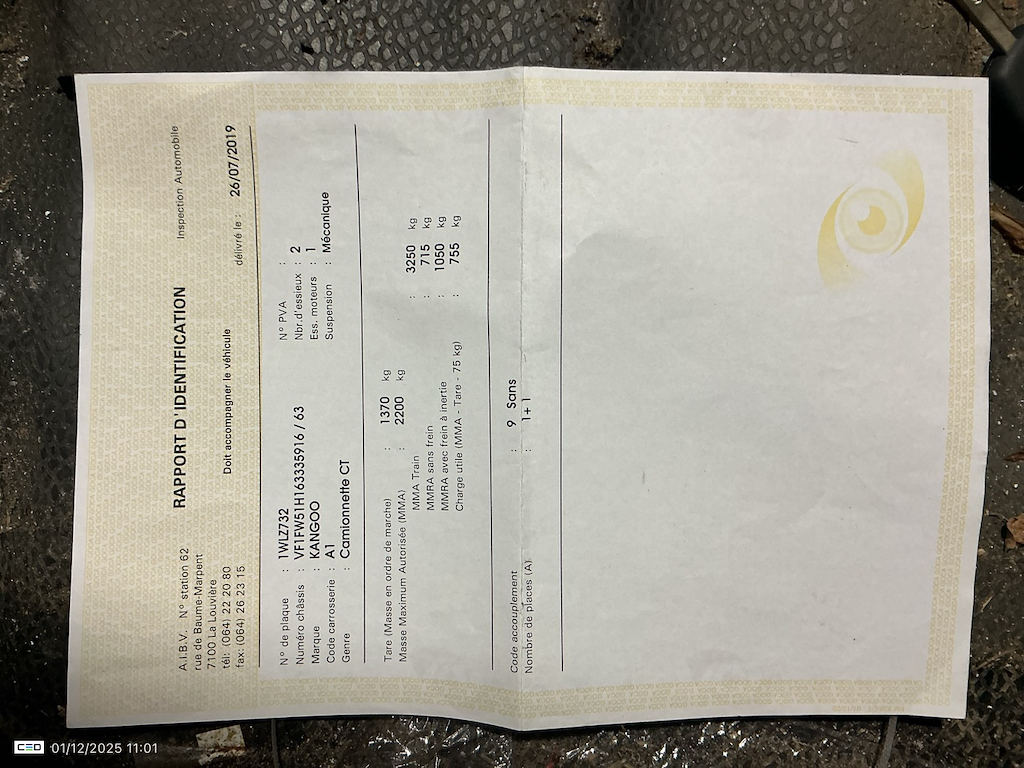 A.I.B.V. N° station 62 RAPPORT D'IDENTIFICATION Inspection Automobile
rue de Baume-Marpent
7100 La Louvière
tél: (064) 22 20 80 Doit accompagner le véhicule délivré le : 26/07/2019
fax: (064) 26 23 15
N° de plaque : 1WLZ732 N° PVA :
Numéro châssis : VF1FW51H163335916 / 63 Nbr.d'essieux : 2
Marque : KANGOO Ess. moteurs : 1
Code carrosserie : A1 Suspension : Mécanique
Genre : Camionnette CT
Tare (Masse en ordre de marche) : 1370 kg
Masse Maximum Autorisée (MMA) : 2200 kg
MMA Train : 3250 kg
MMRA sans frein : 715 kg
MMRA avec frein à inertie : 1050 kg
Charge utile (MMA - Tare - 75 kg) : 755 kg
Code accouplement : 9 Sans
Nombre de places (A) : 1+1
CEO 01/12/2025 11:01